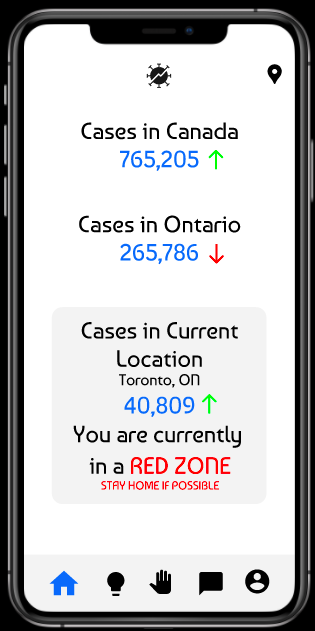 Cases in Canada
765,205 ↑
Cases in Ontario
265,786 ↓
Cases in Current
Location
Toronto, ON
40,809 ↑
You are currently
in a RED ZONE
STAY HOME IF POSSIBLE